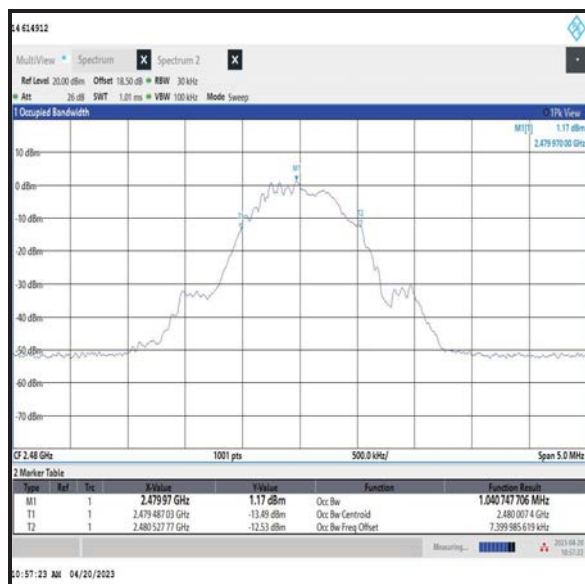 14 614912
MultiView Spectrum X Spectrum 2 X
Ref Level 20.00 dBm Offset 18.50 dB RBW 30 kHz
Att 26 dB SWT 1.01 ms VBW 100 kHz Mode Sweep
1 Occupied Bandwidth 1Pk View
M1[1] 1.17 dBm
2.479 970 00 GHz
10 dBm
M1
0 dBm
T1 T2
-10 dBm
-20 dBm
-30 dBm
-40 dBm
-50 dBm
-60 dBm
-70 dBm
CF 2.48 GHz 1001 pts 500.0 kHz/ Span 5.0 MHz
2 Marker Table
Type Ref Trc X-Value Y-Value Function Function Result
M1 1 2.479 97 GHz 1.17 dBm Occ Bw 1.040 747 706 MHz
T1 1 2.479 487 03 GHz -13.49 dBm Occ Bw Centroid 2.480 007 4 GHz
T2 1 2.480 527 77 GHz -12.53 dBm Occ Bw Freq Offset 7.399 985 619 kHz
Measuring... 2023-04-20
10:57:22
10:57:23 AM 04/20/2023